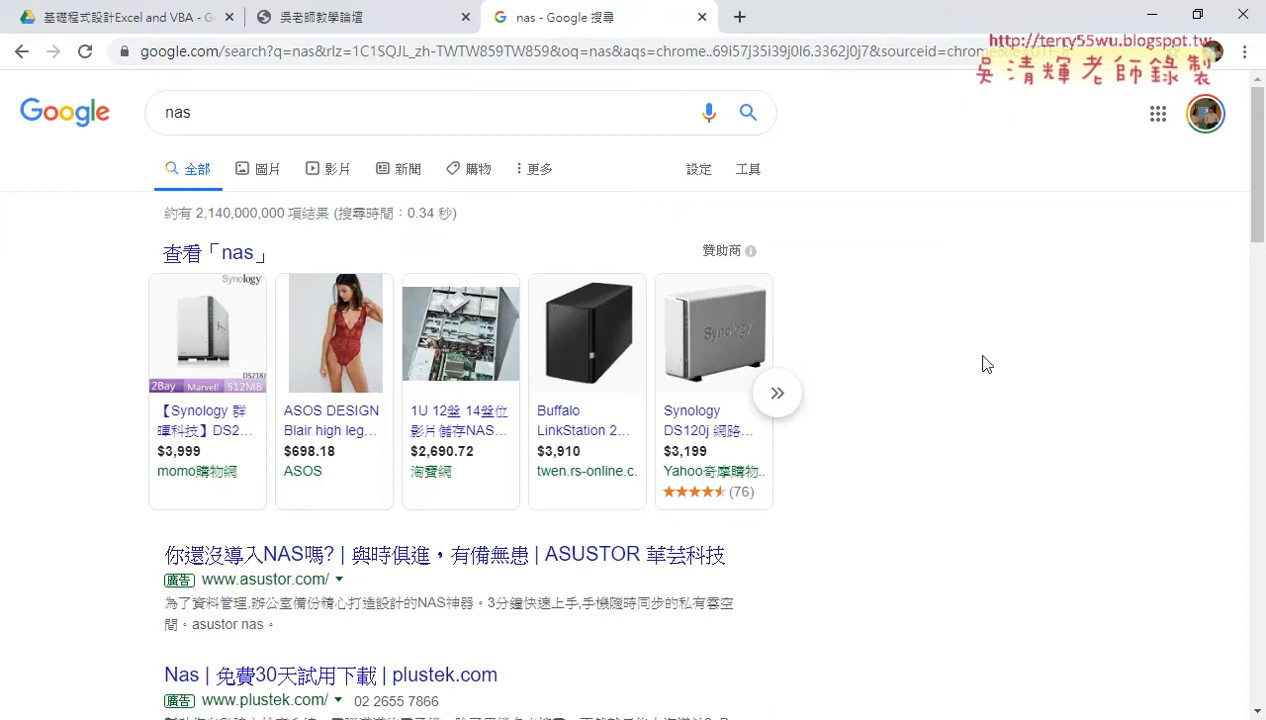 基礎程式設計Excel and VBA - G
吳老師教學論壇
nas - Google 搜尋
google.com/search?q=nas&rlz=1C1SQJL_zh-TWTW859TW859&oq=nas&aqs=chrome..69i57j35i39j0l6.3362j0j7&sourceid=chrom
http://terry55wu.blogspot.tw
吳清輝老師錄製
Google
nas
全部
圖片
影片
新聞
購物
更多
設定
工具
約有 2,140,000,000 項結果 (搜尋時間：0.34 秒)
查看「nas」
贊助商
Synology
DS218J
2Bay Marvell 512MB
Synology
【Synology 群
暉科技】DS2...
$3,999
momo購物網
ASOS DESIGN
Blair high leg...
$698.18
ASOS
1U 12盤 14盤位
影片儲存NAS...
$2,690.72
淘寶網
Buffalo
LinkStation 2...
$3,910
twen.rs-online.c.
Synology
DS120j 網路...
$3,199
Yahoo奇摩購物..
(76)
你還沒導入NAS嗎? | 與時俱進，有備無患 | ASUSTOR 華芸科技
廣告 www.asustor.com/
為了資料管理,辦公室備份精心打造設計的NAS神器。3分鐘快速上手,手機隨時同步的私有雲空
間。asustor nas。
Nas | 免費30天試用下載 | plustek.com
廣告 www.plustek.com/ 02 2655 7866